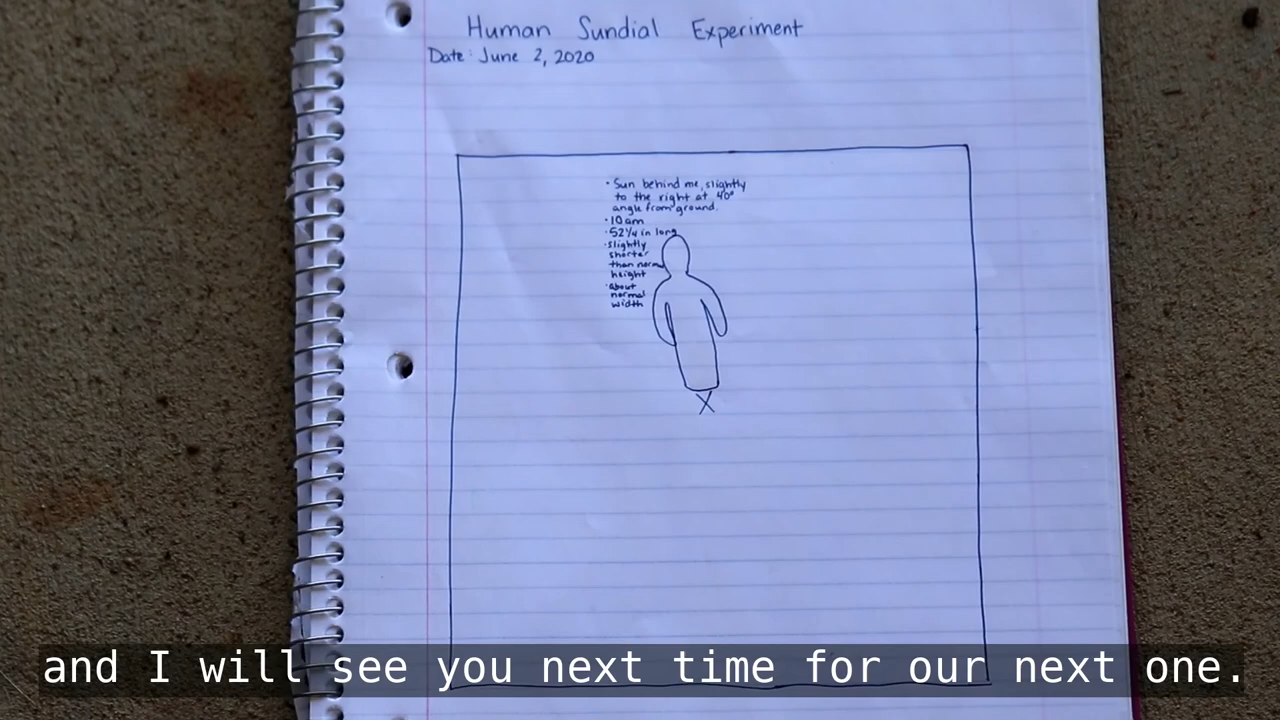 Human Sundial Experiment
Date: June 2, 2020
• Sun behind me, slightly
to the right at 40°
angle from ground.
• 10 am
• 52 1/4 in long
• slightly
shorter
than norm
height
• about
normal
width
X
and I will see you next time for our next one.